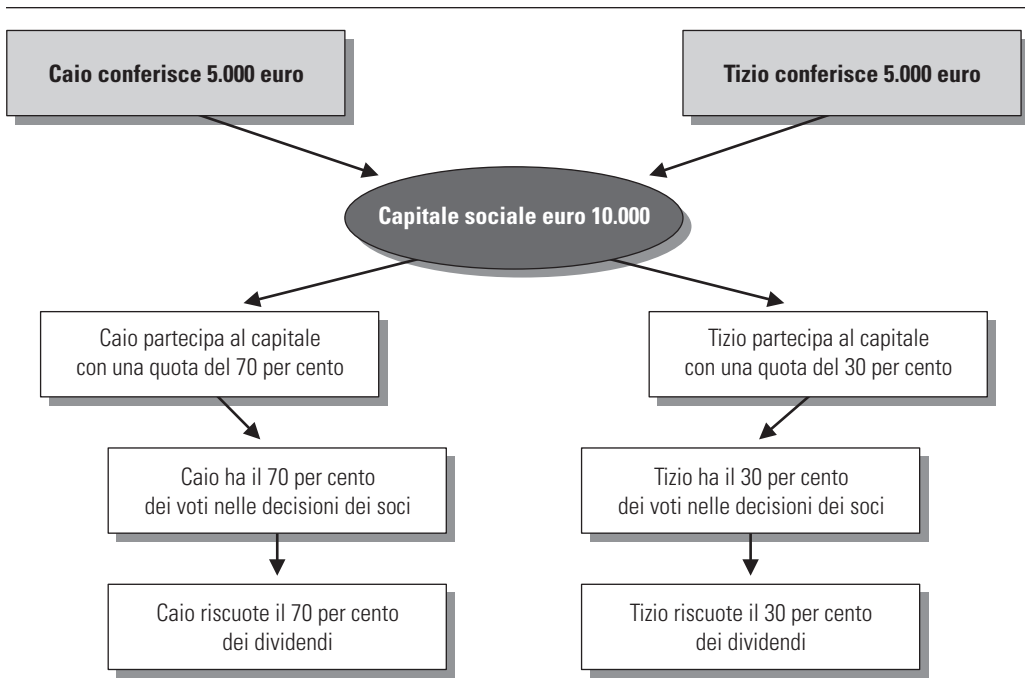 Caio conferisce 5.000 euro
Tizio conferisce 5.000 euro
Capitale sociale euro 10.000
Caio partecipa al capitale
con una quota del 70 per cento
Tizio partecipa al capitale
con una quota del 30 per cento
Caio ha il 70 per cento
dei voti nelle decisioni dei soci
Tizio ha il 30 per cento
dei voti nelle decisioni dei soci
Caio riscuote il 70 per cento
dei dividendi
Tizio riscuote il 30 per cento
dei dividendi